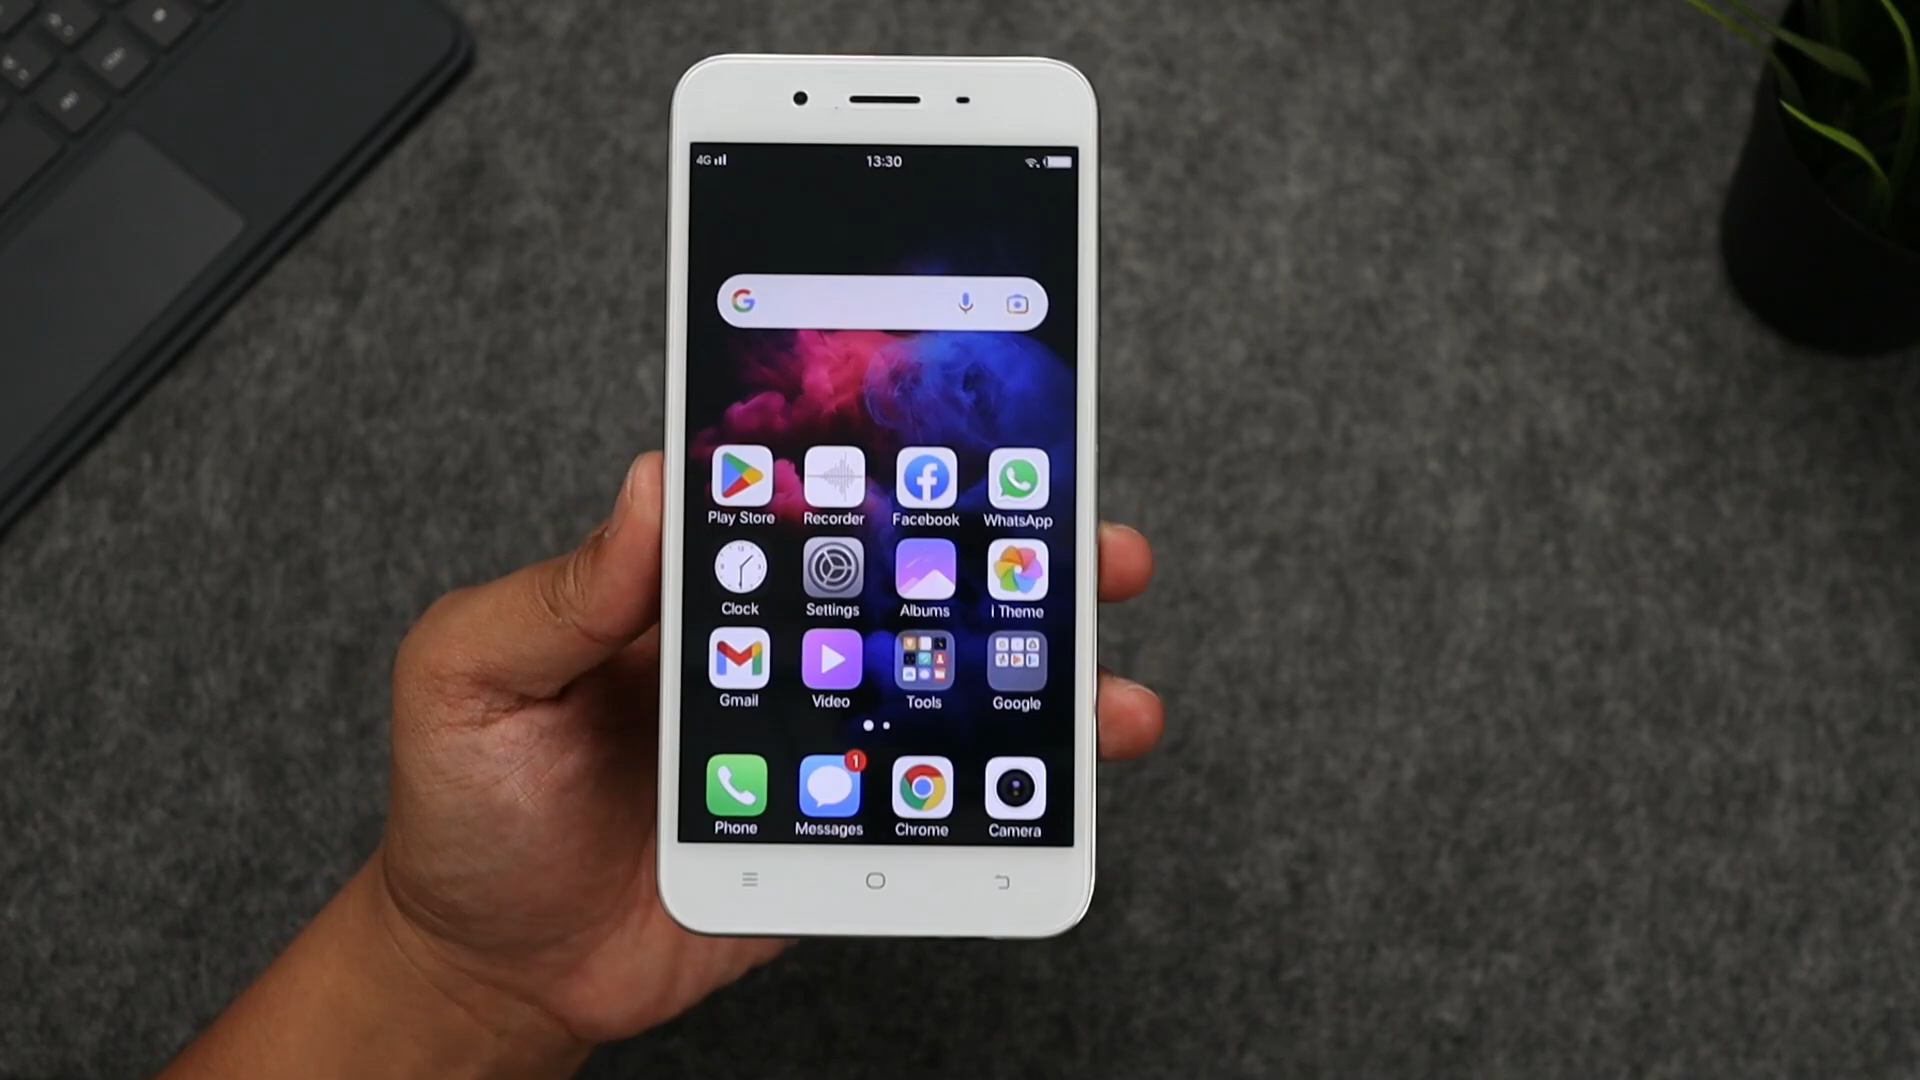 4G 13:30
Play Store Recorder Facebook WhatsApp
Clock Settings Albums i Theme
Gmail Video Tools Google
1
Phone Messages Chrome Camera